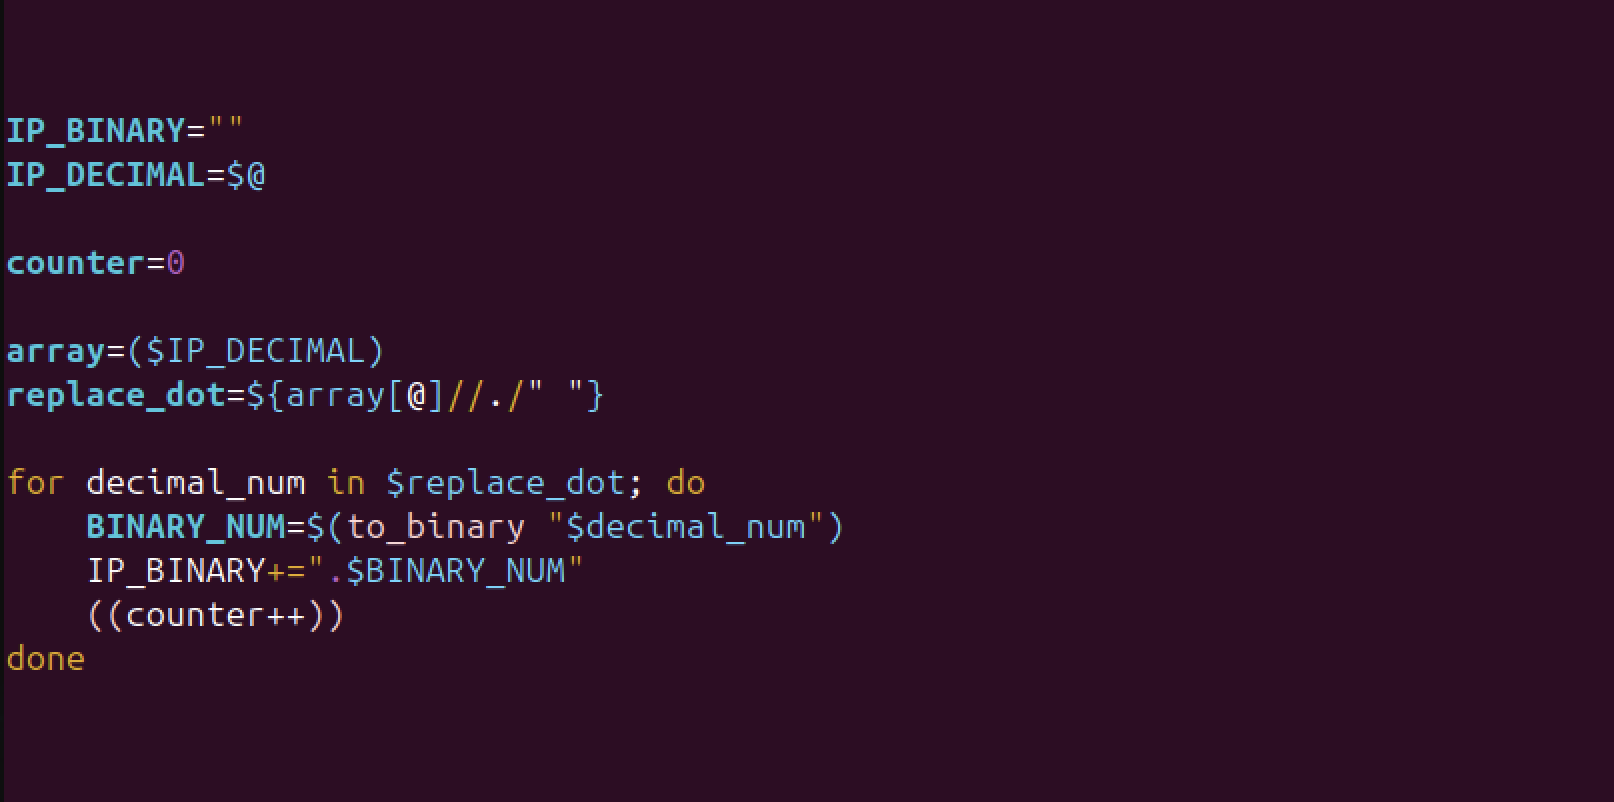 IP_BINARY=""
IP_DECIMAL=$@
counter=0
array=($IP_DECIMAL)
replace_dot=${array[@]//./" "}
for decimal_num in $replace_dot; do
    BINARY_NUM=$(to_binary "$decimal_num")
    IP_BINARY+=".$BINARY_NUM"
    ((counter++))
done